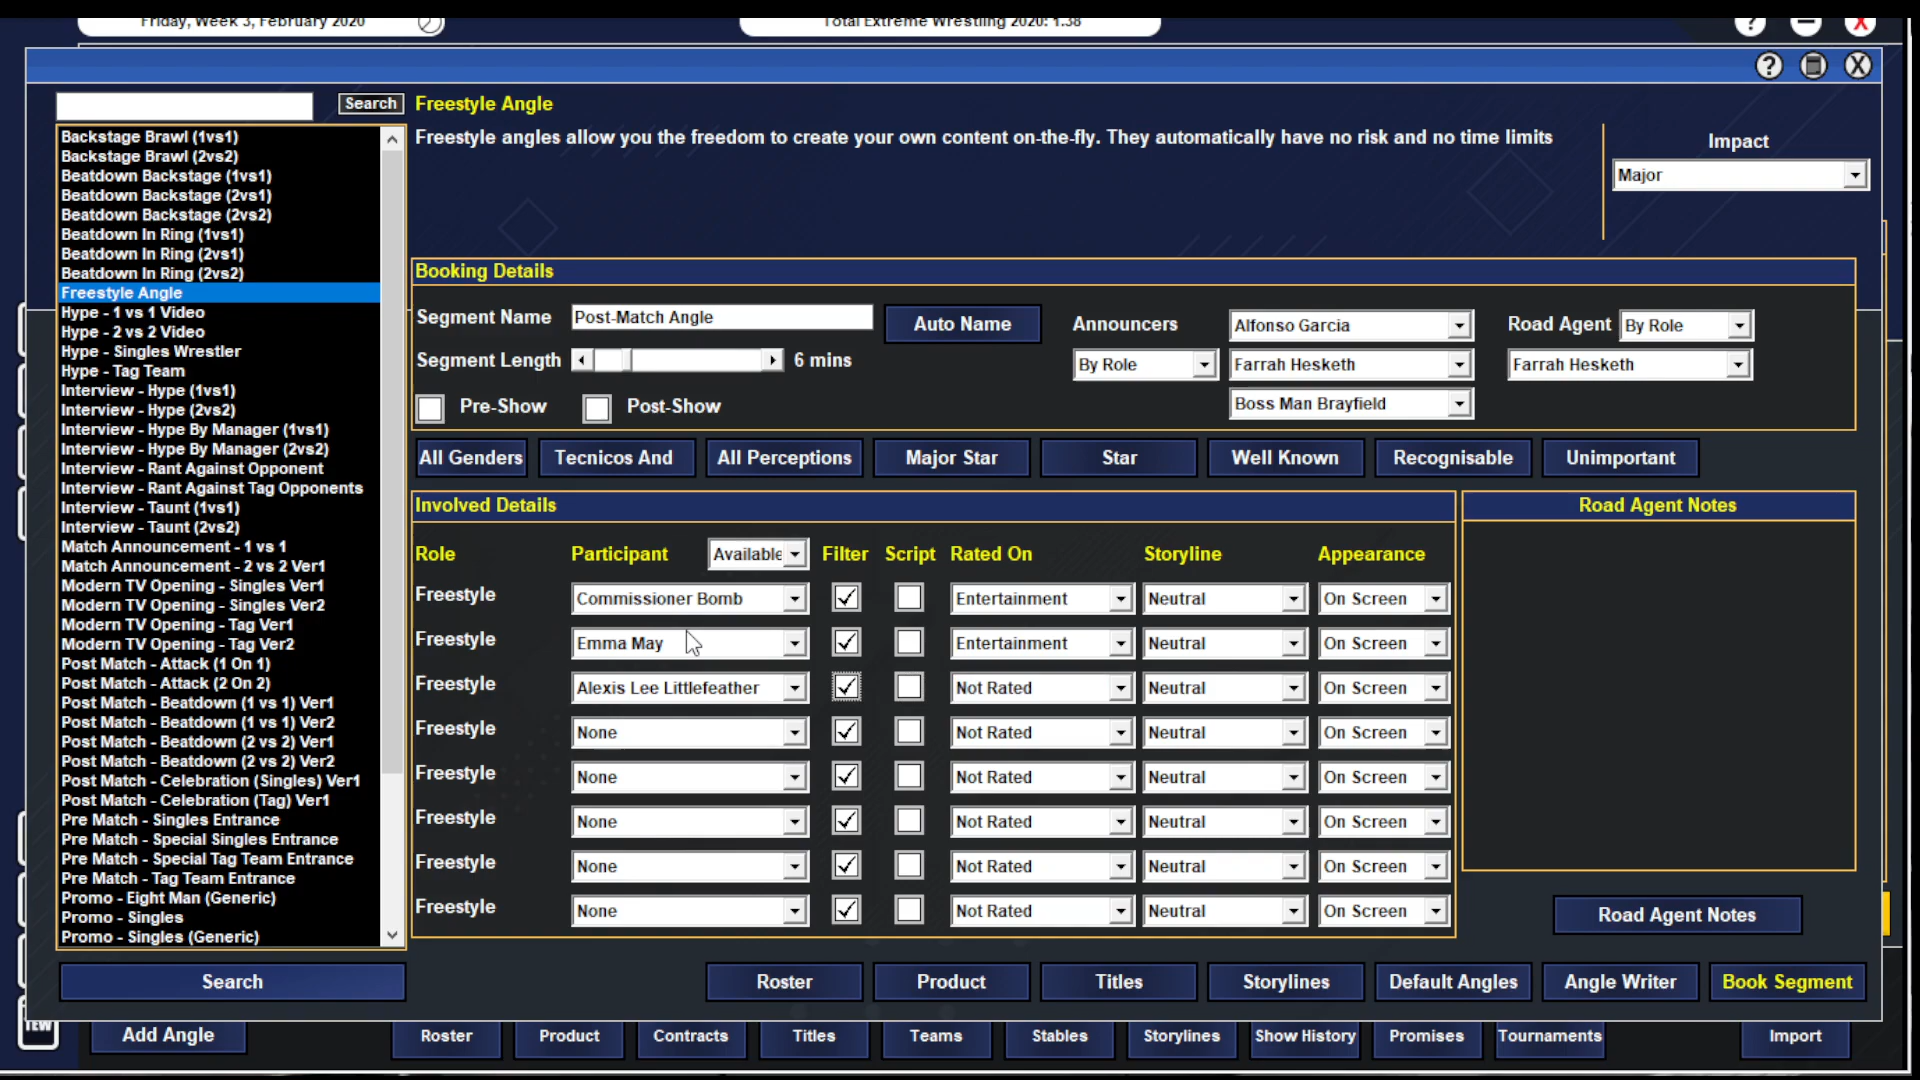 Friday, Week 3, February 2020
Total Extreme Wrestling 2020: 1.38
? – X
? X
Search
Freestyle Angle
Freestyle angles allow you the freedom to create your own content on-the-fly. They automatically have no risk and no time limits
Impact
Major
Backstage Brawl (1vs1)
Backstage Brawl (2vs2)
Beatdown Backstage (1vs1)
Beatdown Backstage (2vs1)
Beatdown Backstage (2vs2)
Beatdown In Ring (1vs1)
Beatdown In Ring (2vs1)
Beatdown In Ring (2vs2)
Freestyle Angle
Hype - 1 vs 1 Video
Hype - 2 vs 2 Video
Hype - Singles Wrestler
Hype - Tag Team
Interview - Hype (1vs1)
Interview - Hype (2vs2)
Interview - Hype By Manager (1vs1)
Interview - Hype By Manager (2vs2)
Interview - Rant Against Opponent
Interview - Rant Against Tag Opponents
Interview - Taunt (1vs1)
Interview - Taunt (2vs2)
Match Announcement - 1 vs 1
Match Announcement - 2 vs 2 Ver1
Modern TV Opening - Singles Ver1
Modern TV Opening - Singles Ver2
Modern TV Opening - Tag Ver1
Modern TV Opening - Tag Ver2
Post Match - Attack (1 On 1)
Post Match - Attack (2 On 2)
Post Match - Beatdown (1 vs 1) Ver1
Post Match - Beatdown (1 vs 1) Ver2
Post Match - Beatdown (2 vs 2) Ver1
Post Match - Beatdown (2 vs 2) Ver2
Post Match - Celebration (Singles) Ver1
Post Match - Celebration (Tag) Ver1
Pre Match - Singles Entrance
Pre Match - Special Singles Entrance
Pre Match - Special Tag Team Entrance
Pre Match - Tag Team Entrance
Promo - Eight Man (Generic)
Promo - Singles
Promo - Singles (Generic)
Search
Booking Details
Segment Name Post-Match Angle Auto Name Announcers Alfonso Garcia Road Agent By Role
Segment Length 6 mins By Role Farrah Hesketh Farrah Hesketh
Pre-Show Post-Show Boss Man Brayfield
All Genders Tecnicos And All Perceptions Major Star Star Well Known Recognisable Unimportant
Involved Details
Role Participant Available Filter Script Rated On Storyline Appearance
Freestyle Commissioner Bomb Entertainment Neutral On Screen
Freestyle Emma May Entertainment Neutral On Screen
Freestyle Alexis Lee Littlefeather Not Rated Neutral On Screen
Freestyle None Not Rated Neutral On Screen
Freestyle None Not Rated Neutral On Screen
Freestyle None Not Rated Neutral On Screen
Freestyle None Not Rated Neutral On Screen
Freestyle None Not Rated Neutral On Screen
Road Agent Notes
Road Agent Notes
Roster Product Titles Storylines Default Angles Angle Writer Book Segment
TEW
Add Angle Roster Product Contracts Titles Teams Stables Storylines Show History Promises Tournaments Import